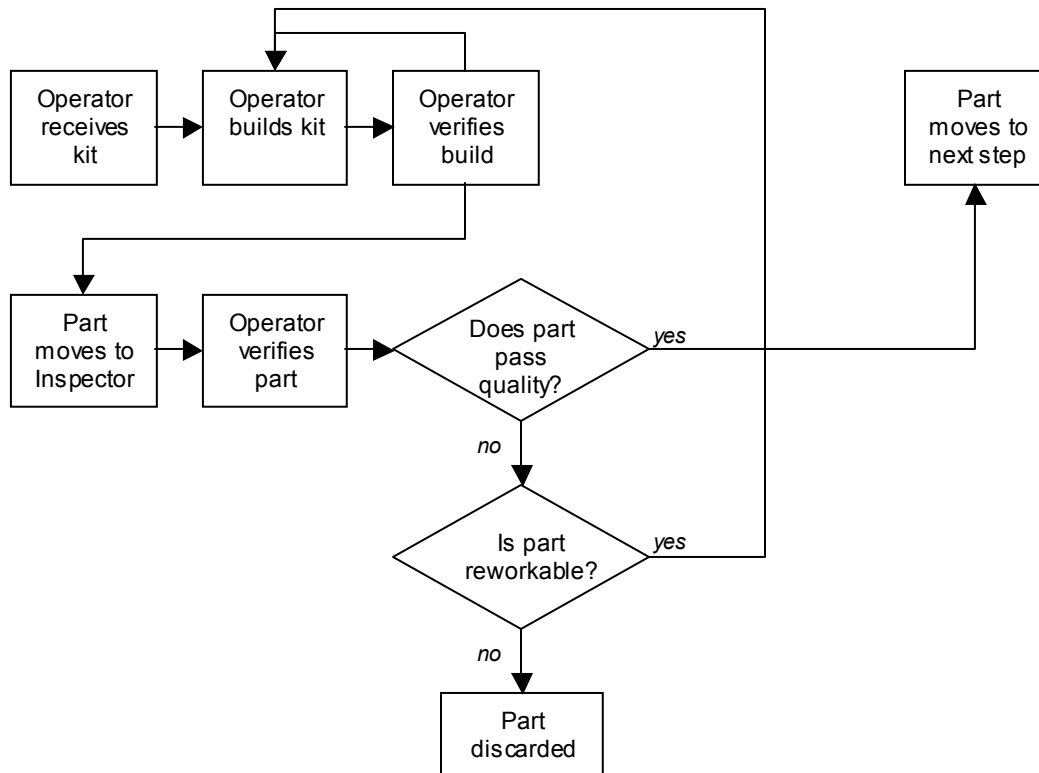 Operator
receives
kit
Operator
builds kit
Operator
verifies
build
Part
moves to
next step
Part
moves to
Inspector
Operator
verifies
part
Does part
pass
quality?
yes
no
Is part
reworkable?
yes
no
Part
discarded